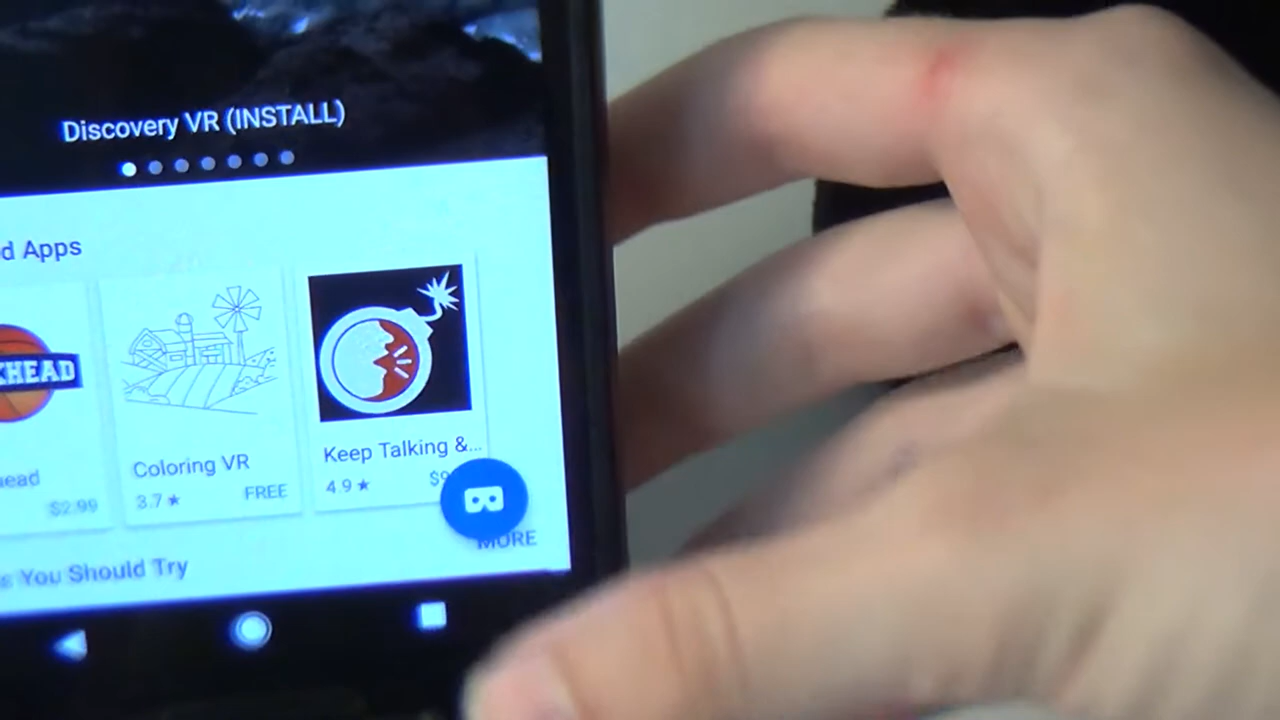 Discovery VR (INSTALL)
d Apps
KHEAD
Coloring VR
3.7★
FREE
Keep Talking &...
4.9★
$9
ead
$2.99
MORE
s You Should Try